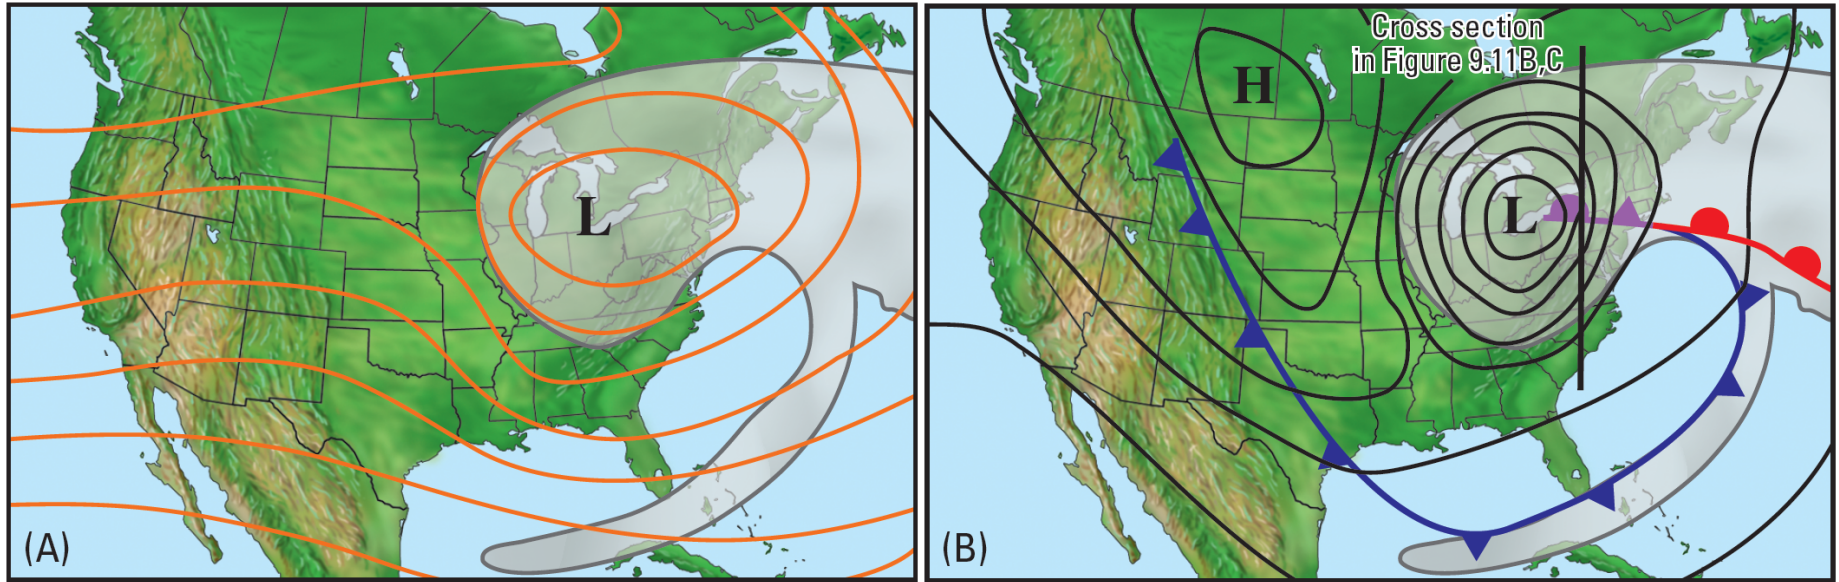 L
(A)
Cross section
in Figure 9.11B,C
H
L
(B)